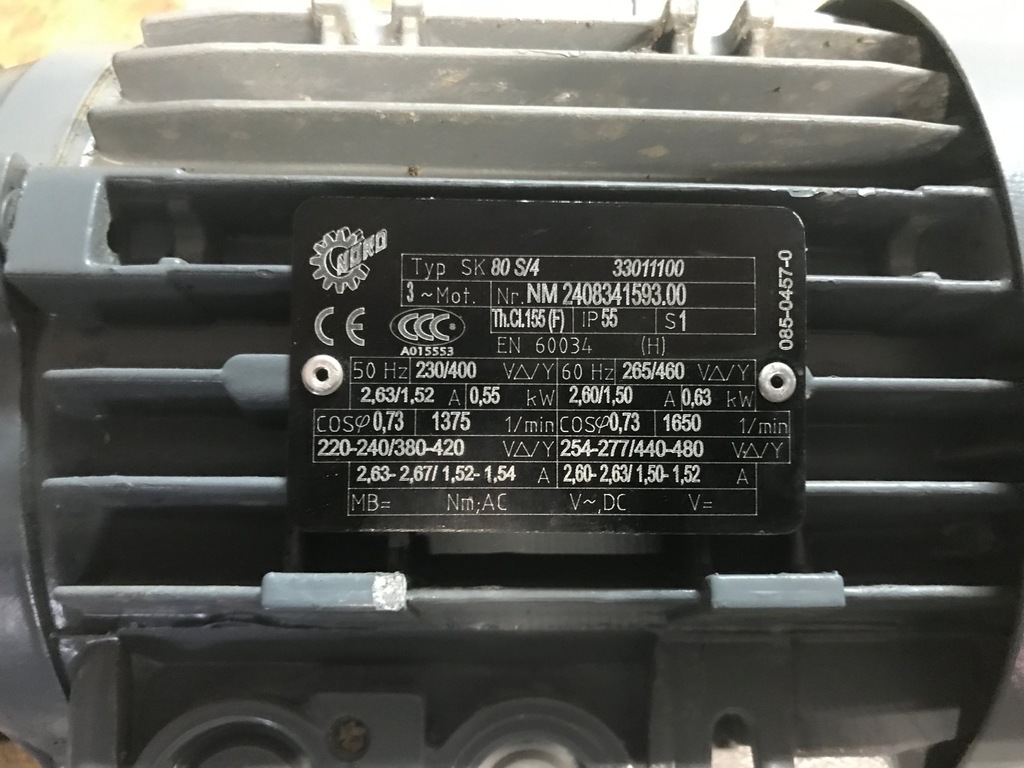 NORD
Typ SK 80 S/4 33011100
3 ~Mot. Nr. NM 2408341593.00
Th.Cl.155 (F) IP 55 S1
CE CCC
A015553
EN 60034 (H)
50 Hz 230/400 V△/Y 60 Hz 265/460 V△/Y
2,63/1,52 A 0,55 kW 2,60/1,50 A 0,63 kW
COSφ 0,73 1375 1/min COSφ 0,73 1650 1/min
220-240/380-420 V△/Y 254-277/440-480 V△/Y
2,63- 2,67/ 1,52- 1,54 A 2,60- 2,63/ 1,50- 1,52 A
MB= Nm;AC V~,DC V=
085-0457-0